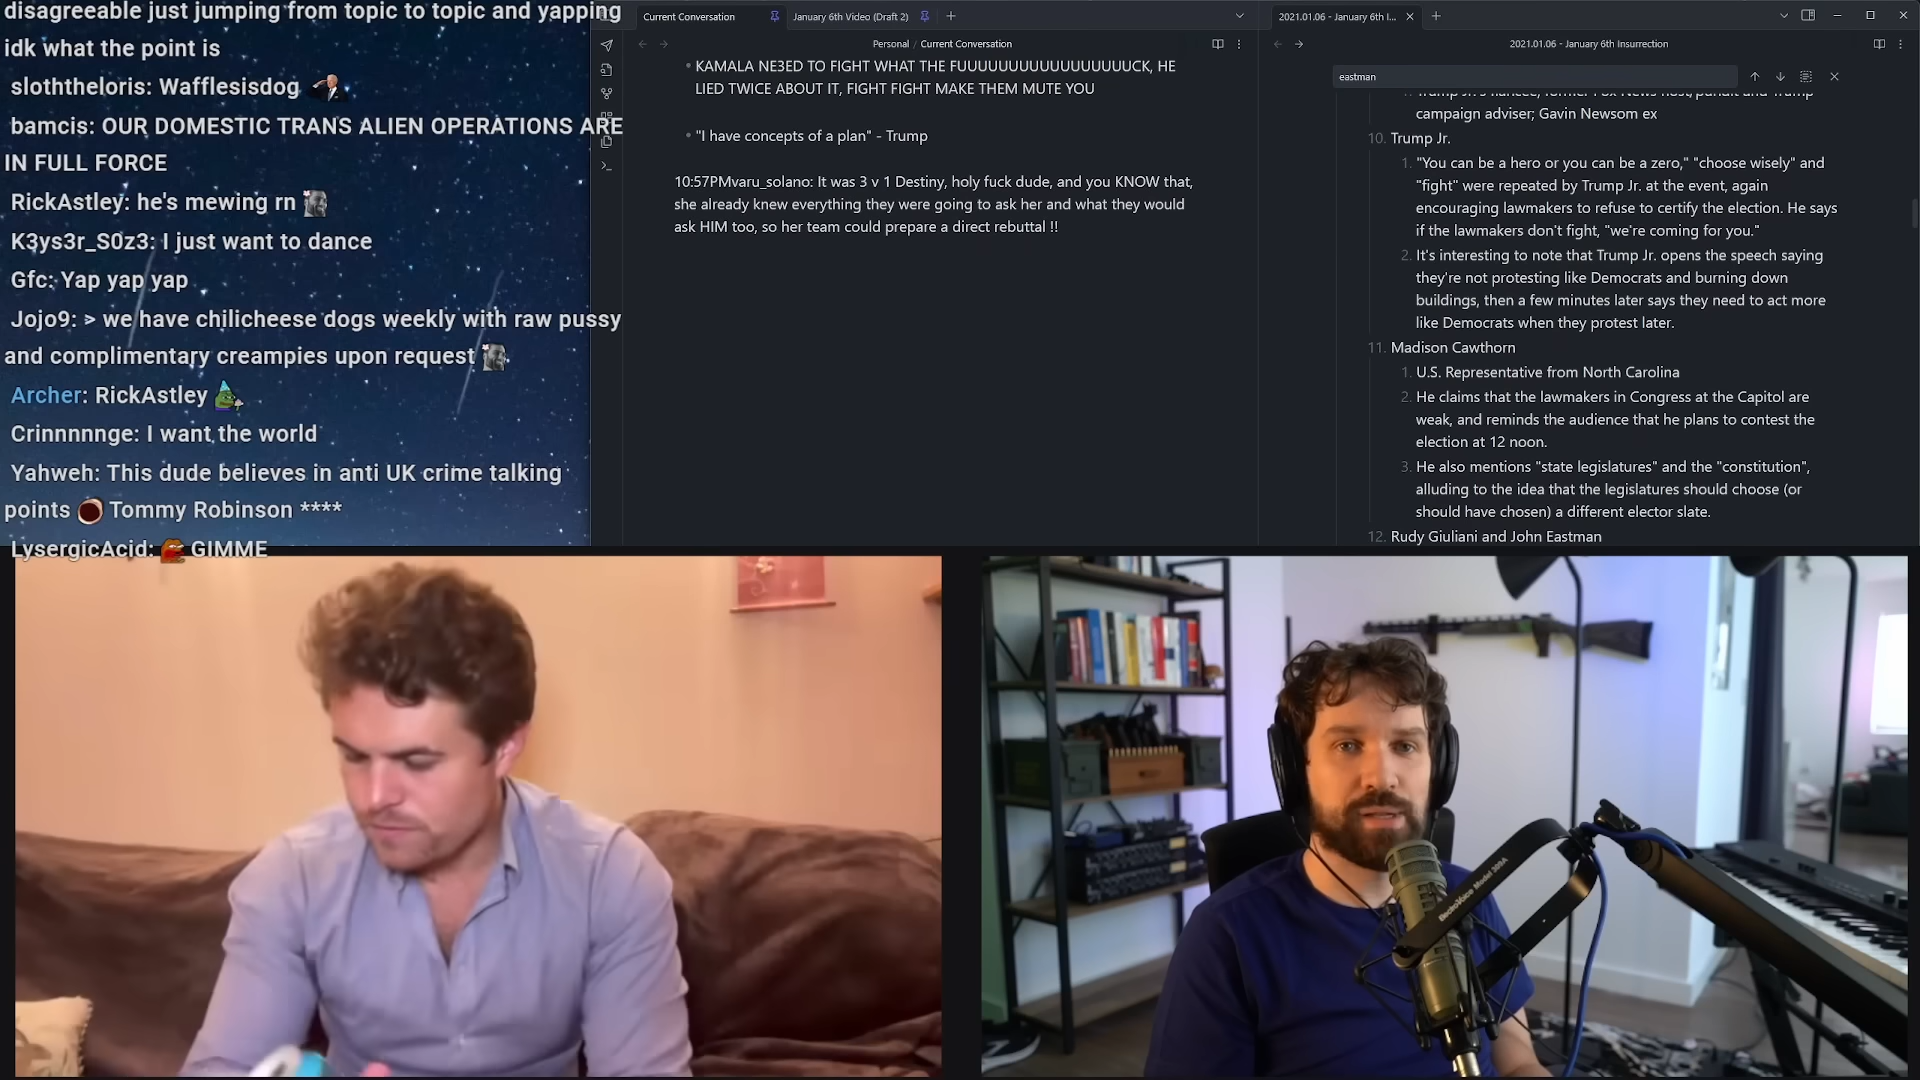 disagreeable just jumping from topic to topic and yapping
idk what the point is
sloththeloris: Wafflesisdog
bamcis: OUR DOMESTIC TRANS ALIEN OPERATIONS ARE
IN FULL FORCE
RickAstley: he's mewing rn
K3ys3r_S0z3: I just want to dance
Gfc: Yap yap yap
Jojo9: > we have chilicheese dogs weekly with raw pussy
and complimentary creampies upon request
Archer: RickAstley
Crinnnnnge: I want the world
Yahweh: This dude believes in anti UK crime talking
points Tommy Robinson ****
LysergicAcid: GIMME
Current Conversation
January 6th Video (Draft 2)
Personal / Current Conversation
• KAMALA NE3ED TO FIGHT WHAT THE FUUUUUUUUUUUUUUUUUCK, HE
LIED TWICE ABOUT IT, FIGHT FIGHT MAKE THEM MUTE YOU
• "I have concepts of a plan" - Trump
10:57PMvaru_solano: It was 3 v 1 Destiny, holy fuck dude, and you KNOW that,
she already knew everything they were going to ask her and what they would
ask HIM too, so her team could prepare a direct rebuttal !!
2021.01.06 - January 6th I...
2021.01.06 - January 6th Insurrection
eastman
1. Trump Jr.'s fiancée, former Fox News host, pundit and Trump
campaign adviser; Gavin Newsom ex
10. Trump Jr.
1. "You can be a hero or you can be a zero," "choose wisely" and
"fight" were repeated by Trump Jr. at the event, again
encouraging lawmakers to refuse to certify the election. He says
if the lawmakers don't fight, "we're coming for you."
2. It's interesting to note that Trump Jr. opens the speech saying
they're not protesting like Democrats and burning down
buildings, then a few minutes later says they need to act more
like Democrats when they protest later.
11. Madison Cawthorn
1. U.S. Representative from North Carolina
2. He claims that the lawmakers in Congress at the Capitol are
weak, and reminds the audience that he plans to contest the
election at 12 noon.
3. He also mentions "state legislatures" and the "constitution",
alluding to the idea that the legislatures should choose (or
should have chosen) a different elector slate.
12. Rudy Giuliani and John Eastman
ElectroVoice Model 309A